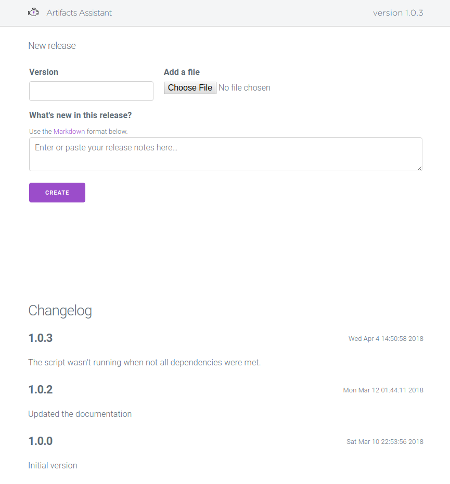 Artifacts Assistant
version 1.0.3
New release
Version
Add a file
Choose File No file chosen
What's new in this release?
Use the Markdown format below.
Enter or paste your release notes here...
CREATE
Changelog
1.0.3
Wed Apr 4 14:50:58 2018
The script wasn't running when not all dependencies were met
1.0.2
Mon Mar 12 01:44:11 2018
Updated the documentation
1.0.0
Sat Mar 10 22:53:56 2018
Initial version